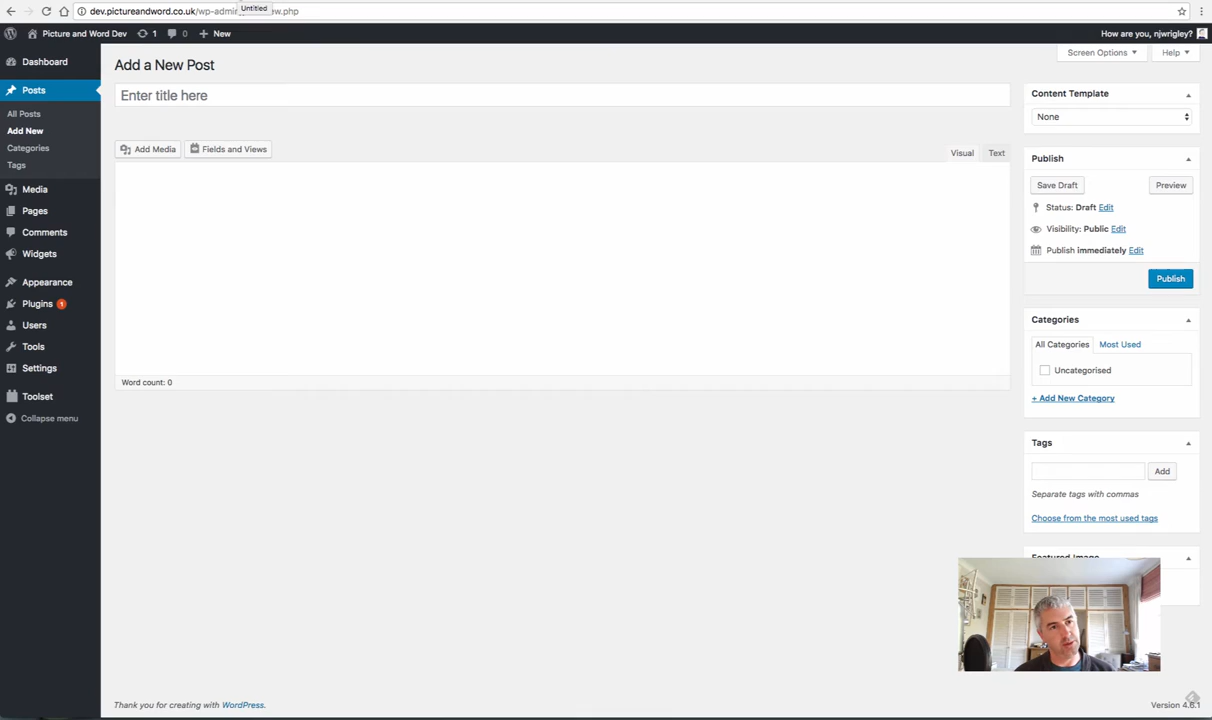 dev.pictureandword.co.uk/wp-admin
ew.php
Untitled
Picture and Word Dev
1
0
New
How are you, njwrigley?
Dashboard
Posts
All Posts
Add New
Categories
Tags
Media
Pages
Comments
Widgets
Appearance
Plugins 1
Users
Tools
Settings
Toolset
Collapse menu
Screen Options
Help
Add a New Post
Enter title here
Add Media
Fields and Views
Visual
Text
Word count: 0
Content Template
None
Publish
Save Draft
Preview
Status: Draft Edit
Visibility: Public Edit
Publish immediately Edit
Publish
Categories
All Categories
Most Used
Uncategorised
+ Add New Category
Tags
Add
Separate tags with commas
Choose from the most used tags
Featured Image
Thank you for creating with WordPress.
Version 4.6.1